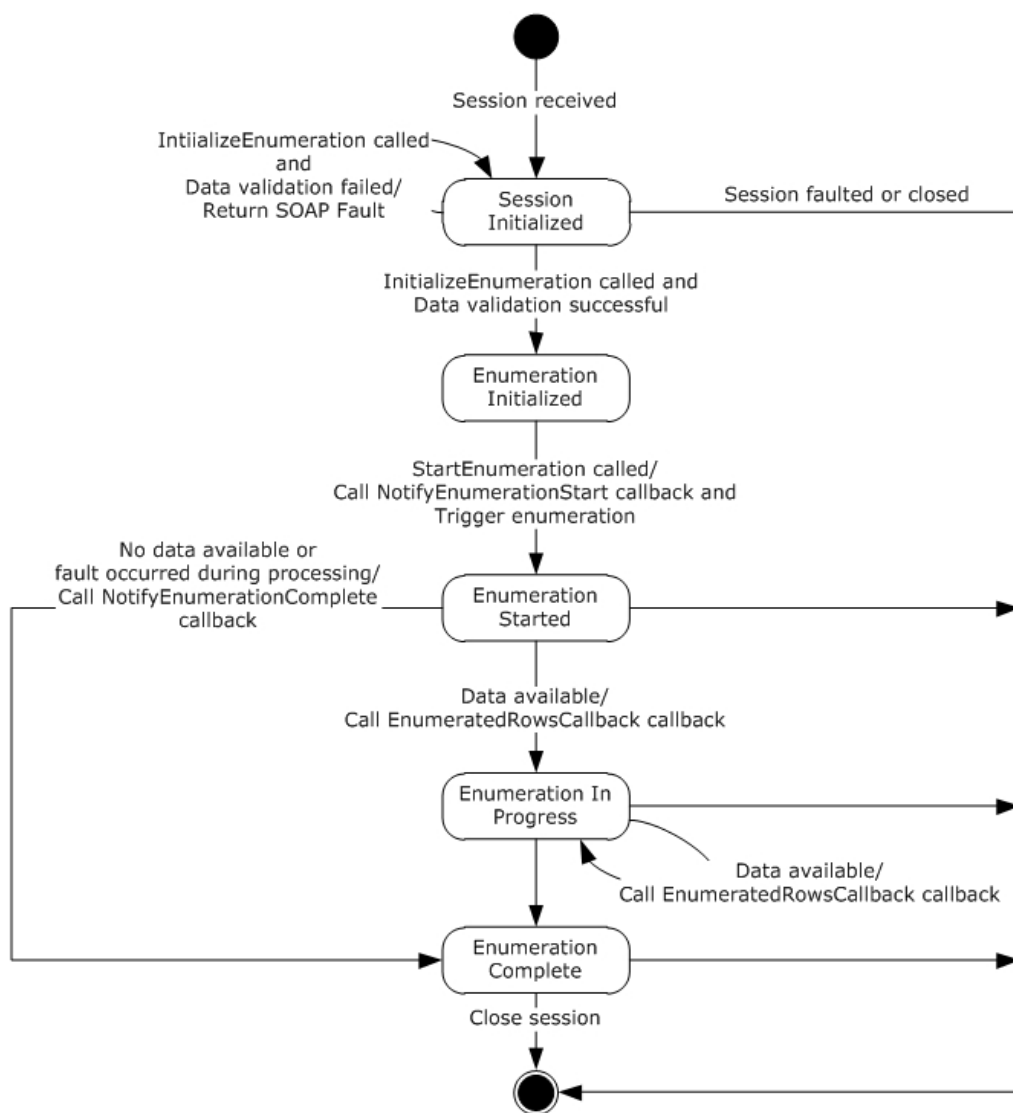 Session received
IntiializeEnumeration called
and
Data validation failed/
Return SOAP Fault
Session
Initialized
Session faulted or closed
InitializeEnumeration called and
Data validation successful
Enumeration
Initialized
StartEnumeration called/
Call NotifyEnumerationStart callback and
Trigger enumeration
No data available or
fault occurred during processing/
Call NotifyEnumerationComplete
callback
Enumeration
Started
Data available/
Call EnumeratedRowsCallback callback
Enumeration In
Progress
Data available/
Call EnumeratedRowsCallback callback
Enumeration
Complete
Close session